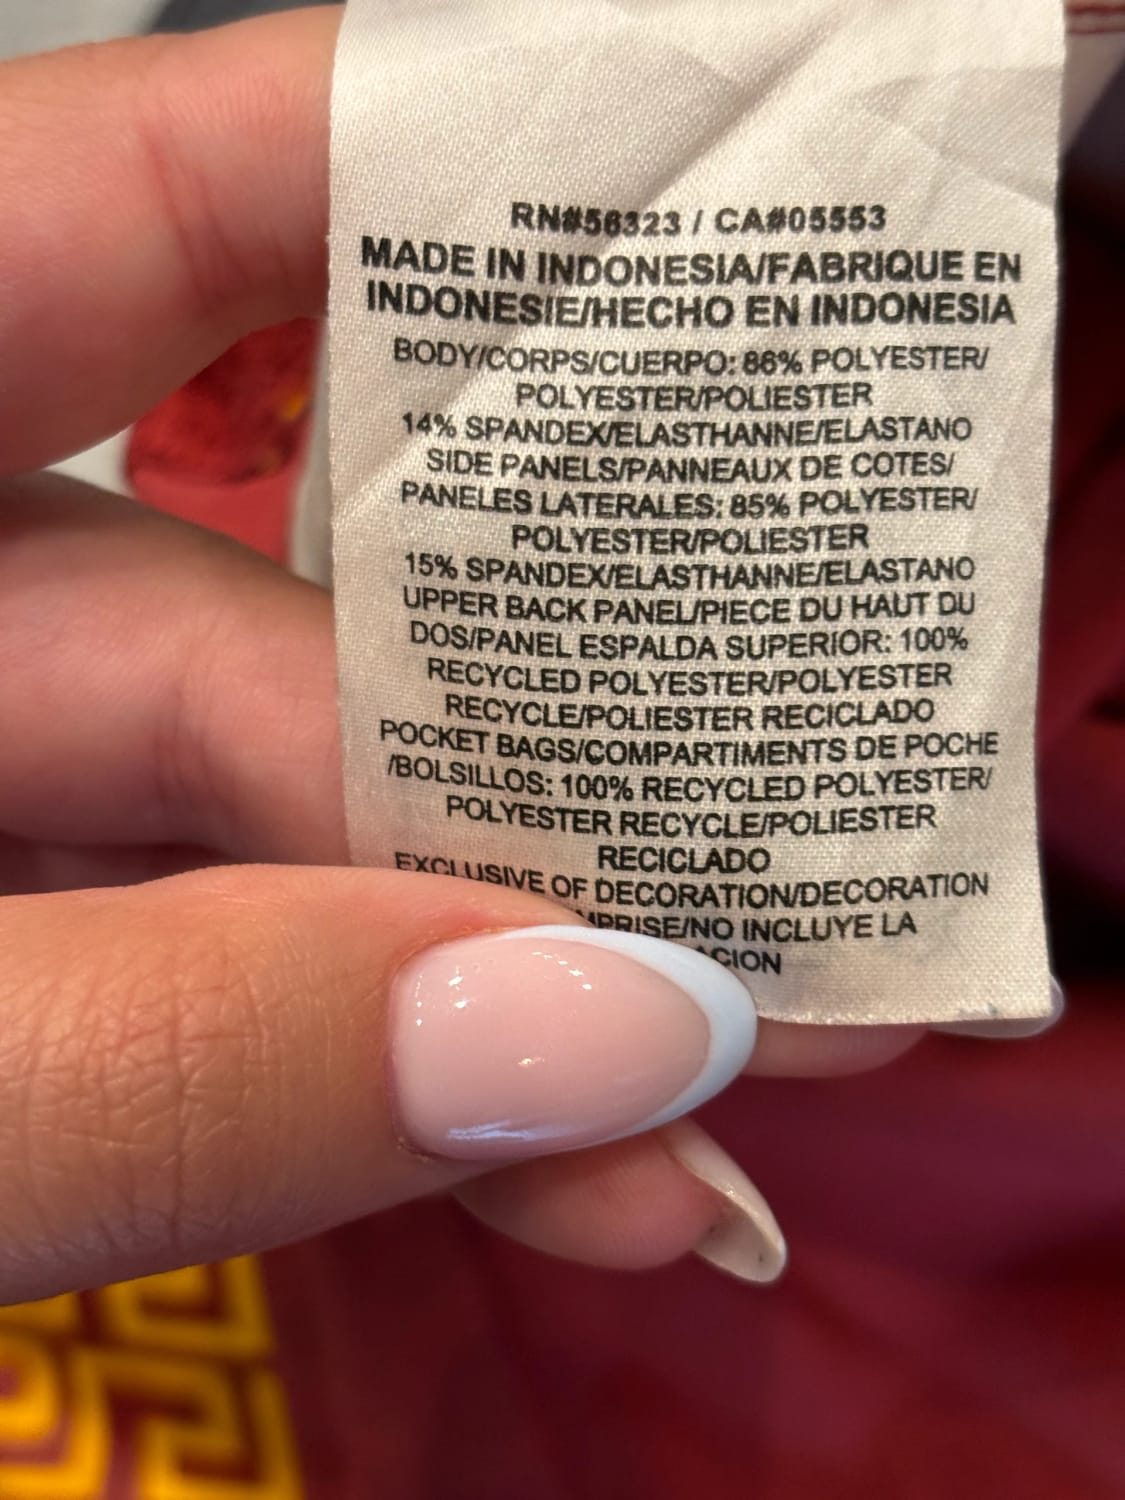 RN#56323 / CA#05553
MADE IN INDONESIA/FABRIQUE EN
INDONESIE/HECHO EN INDONESIA
BODY/CORPS/CUERPO: 86% POLYESTER/
POLYESTER/POLIESTER
14% SPANDEX/ELASTHANNE/ELASTANO
SIDE PANELS/PANNEAUX DE COTES/
PANELES LATERALES: 85% POLYESTER/
POLYESTER/POLIESTER
15% SPANDEX/ELASTHANNE/ELASTANO
UPPER BACK PANEL/PIECE DU HAUT DU
DOS/PANEL ESPALDA SUPERIOR: 100%
RECYCLED POLYESTER/POLYESTER
RECYCLE/POLIESTER RECICLADO
POCKET BAGS/COMPARTIMENTS DE POCHE
/BOLSILLOS: 100% RECYCLED POLYESTER/
POLYESTER RECYCLE/POLIESTER
RECICLADO
EXCLUSIVE OF DECORATION/DECORATION
NO INCLUYE LA